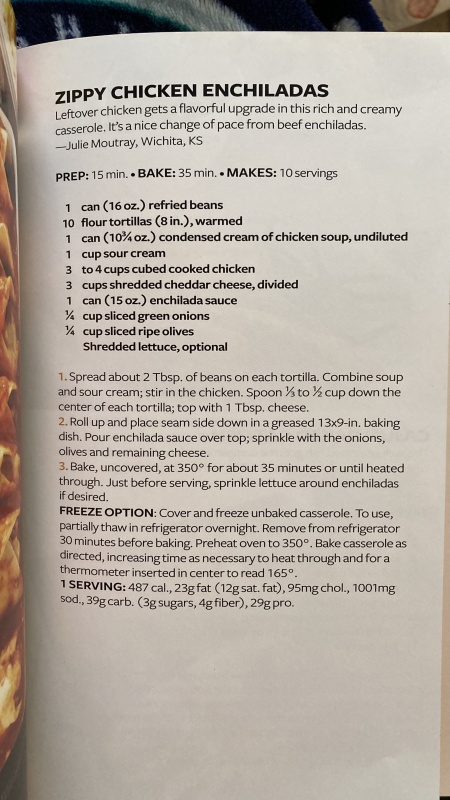 ZIPPY CHICKEN ENCHILADAS
Leftover chicken gets a flavorful upgrade in this rich and creamy
casserole. It's a nice change of pace from beef enchiladas.
—Julie Moutray, Wichita, KS
PREP: 15 min. • BAKE: 35 min. • MAKES: 10 servings
1 can (16 oz.) refried beans
10 flour tortillas (8 in.), warmed
1 can (10¾ oz.) condensed cream of chicken soup, undiluted
1 cup sour cream
3 to 4 cups cubed cooked chicken
3 cups shredded cheddar cheese, divided
1 can (15 oz.) enchilada sauce
¼ cup sliced green onions
¼ cup sliced ripe olives
Shredded lettuce, optional
1. Spread about 2 Tbsp. of beans on each tortilla. Combine soup
and sour cream; stir in the chicken. Spoon ⅓ to ½ cup down the
center of each tortilla; top with 1 Tbsp. cheese.
2. Roll up and place seam side down in a greased 13x9-in. baking
dish. Pour enchilada sauce over top; sprinkle with the onions,
olives and remaining cheese.
3. Bake, uncovered, at 350° for about 35 minutes or until heated
through. Just before serving, sprinkle lettuce around enchiladas
if desired.
FREEZE OPTION: Cover and freeze unbaked casserole. To use,
partially thaw in refrigerator overnight. Remove from refrigerator
30 minutes before baking. Preheat oven to 350°. Bake casserole as
directed, increasing time as necessary to heat through and for a
thermometer inserted in center to read 165°.
1 SERVING: 487 cal., 23g fat (12g sat. fat), 95mg chol., 1001mg
sod., 39g carb. (3g sugars, 4g fiber), 29g pro.